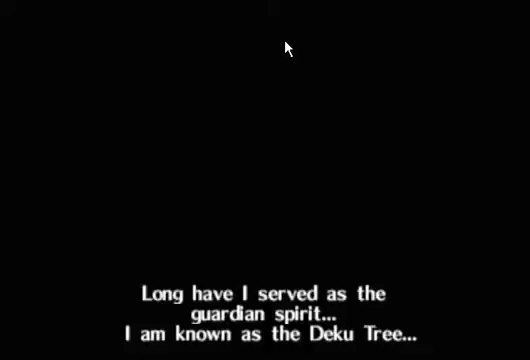 Long have I served as the
guardian spirit...
I am known as the Deku Tree...